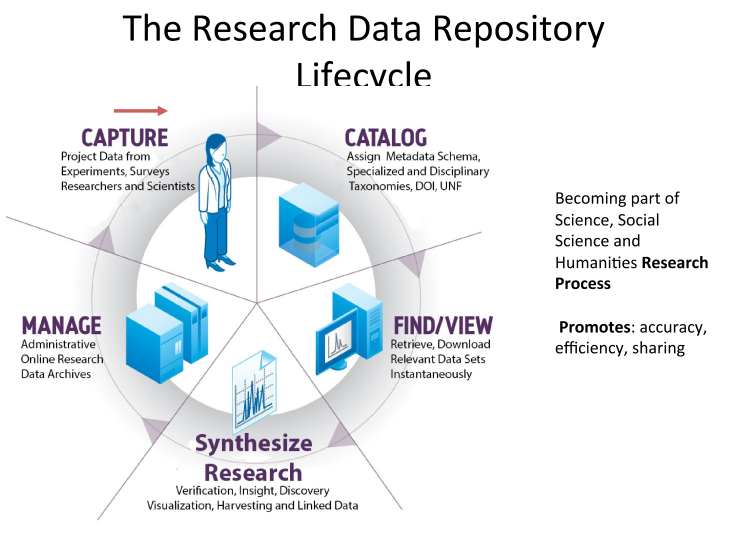 The Research Data Repository
Lifecycle
CAPTURE
Project Data from
Experiments, Surveys
Researchers and Scientists
CATALOG
Assign Metadata Schema,
Specialized and Disciplinary
Taxonomies, DOI, UNF
MANAGE
Administrative
Online Research
Data Archives
FIND/VIEW
Retrieve, Download
Relevant Data Sets
Instantaneously
Synthesize
Research
Verification, Insight, Discovery
Visualization, Harvesting and Linked Data
Becoming part of
Science, Social
Science and
Humanities Research
Process
Promotes: accuracy,
efficiency, sharing